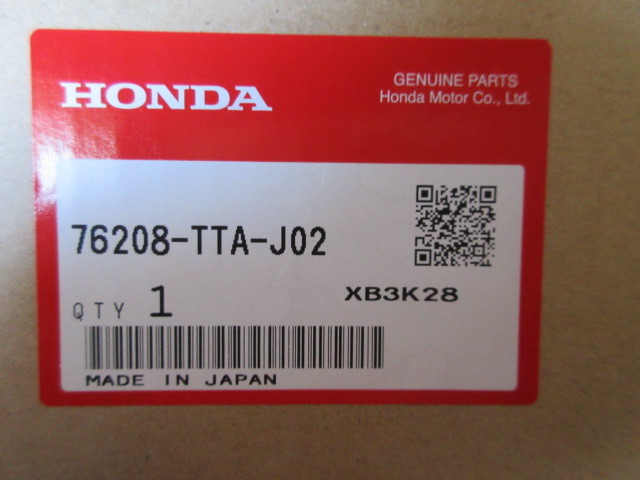 HONDA
GENUINE PARTS
Honda Motor Co., Ltd.
76208-TTA-J02
QTY 1
XB3K28
MADE IN JAPAN